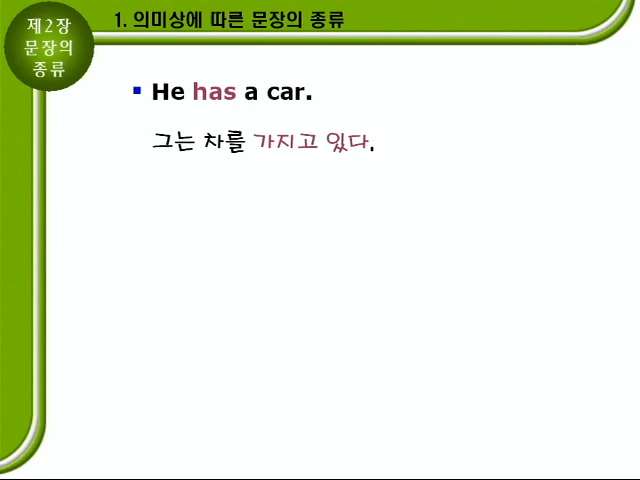 제2장
문장의
종류
1. 의미상에 따른 문장의 종류
He has a car.
그는 차를 가지고 있다.